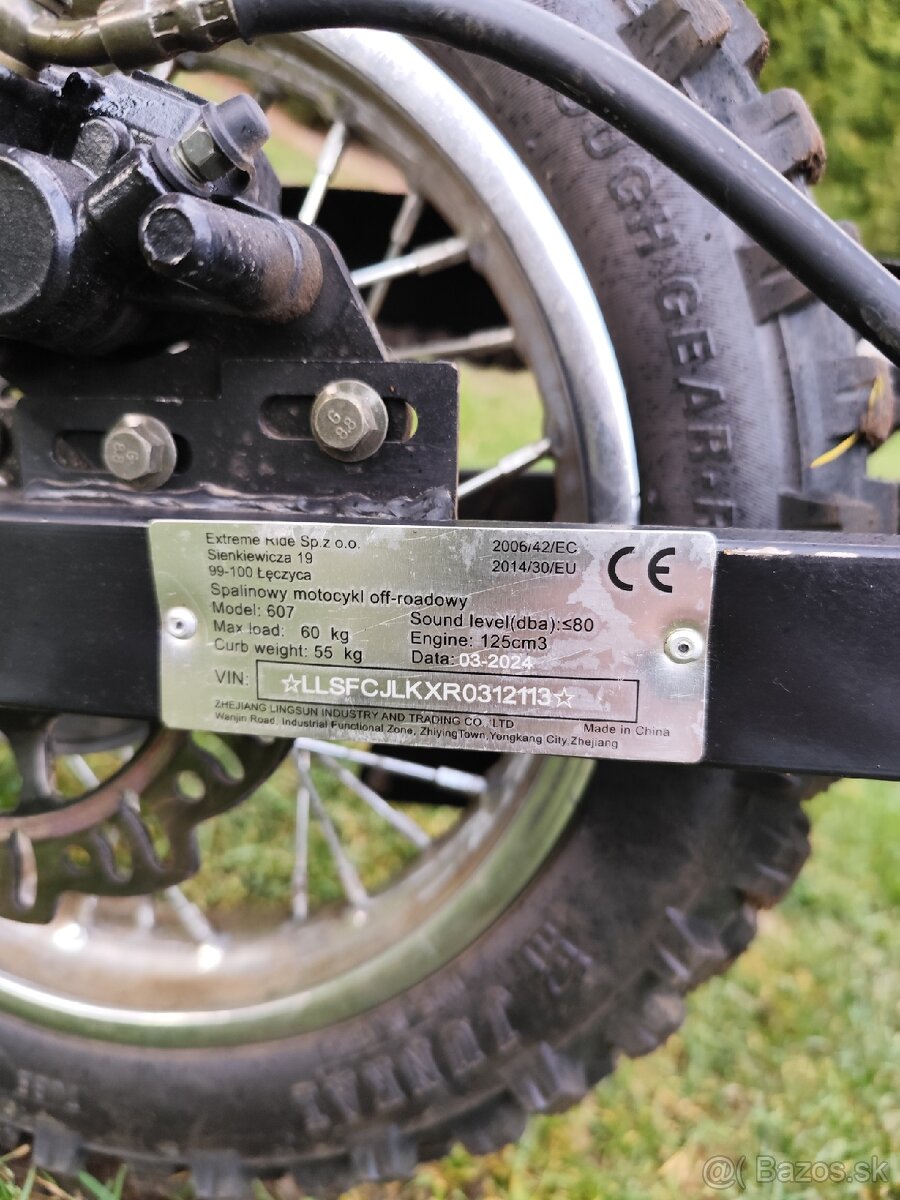 OUGH·GEAR
G
8.8
G
8.8
Extreme Ride Sp.z o.o.
Sienkiewicza 19
99-100 Łęczyca
2006/42/EC
2014/30/EU
CE
Spalinowy motocykl off-roadowy
Model: 607
Sound level(dba):≤80
Max load: 60 kg
Engine: 125cm3
Curb weight: 55 kg
Data: 03-2024
VIN: ☆LLSFCJLKXR0312113☆
ZHEJIANG LINGSUN INDUSTRY AND TRADING CO., LTD
Made in China
Wanjin Road, Industrial Functional Zone, ZhiyingTown,Yongkang City,Zhejiang
@ Bazos.sk